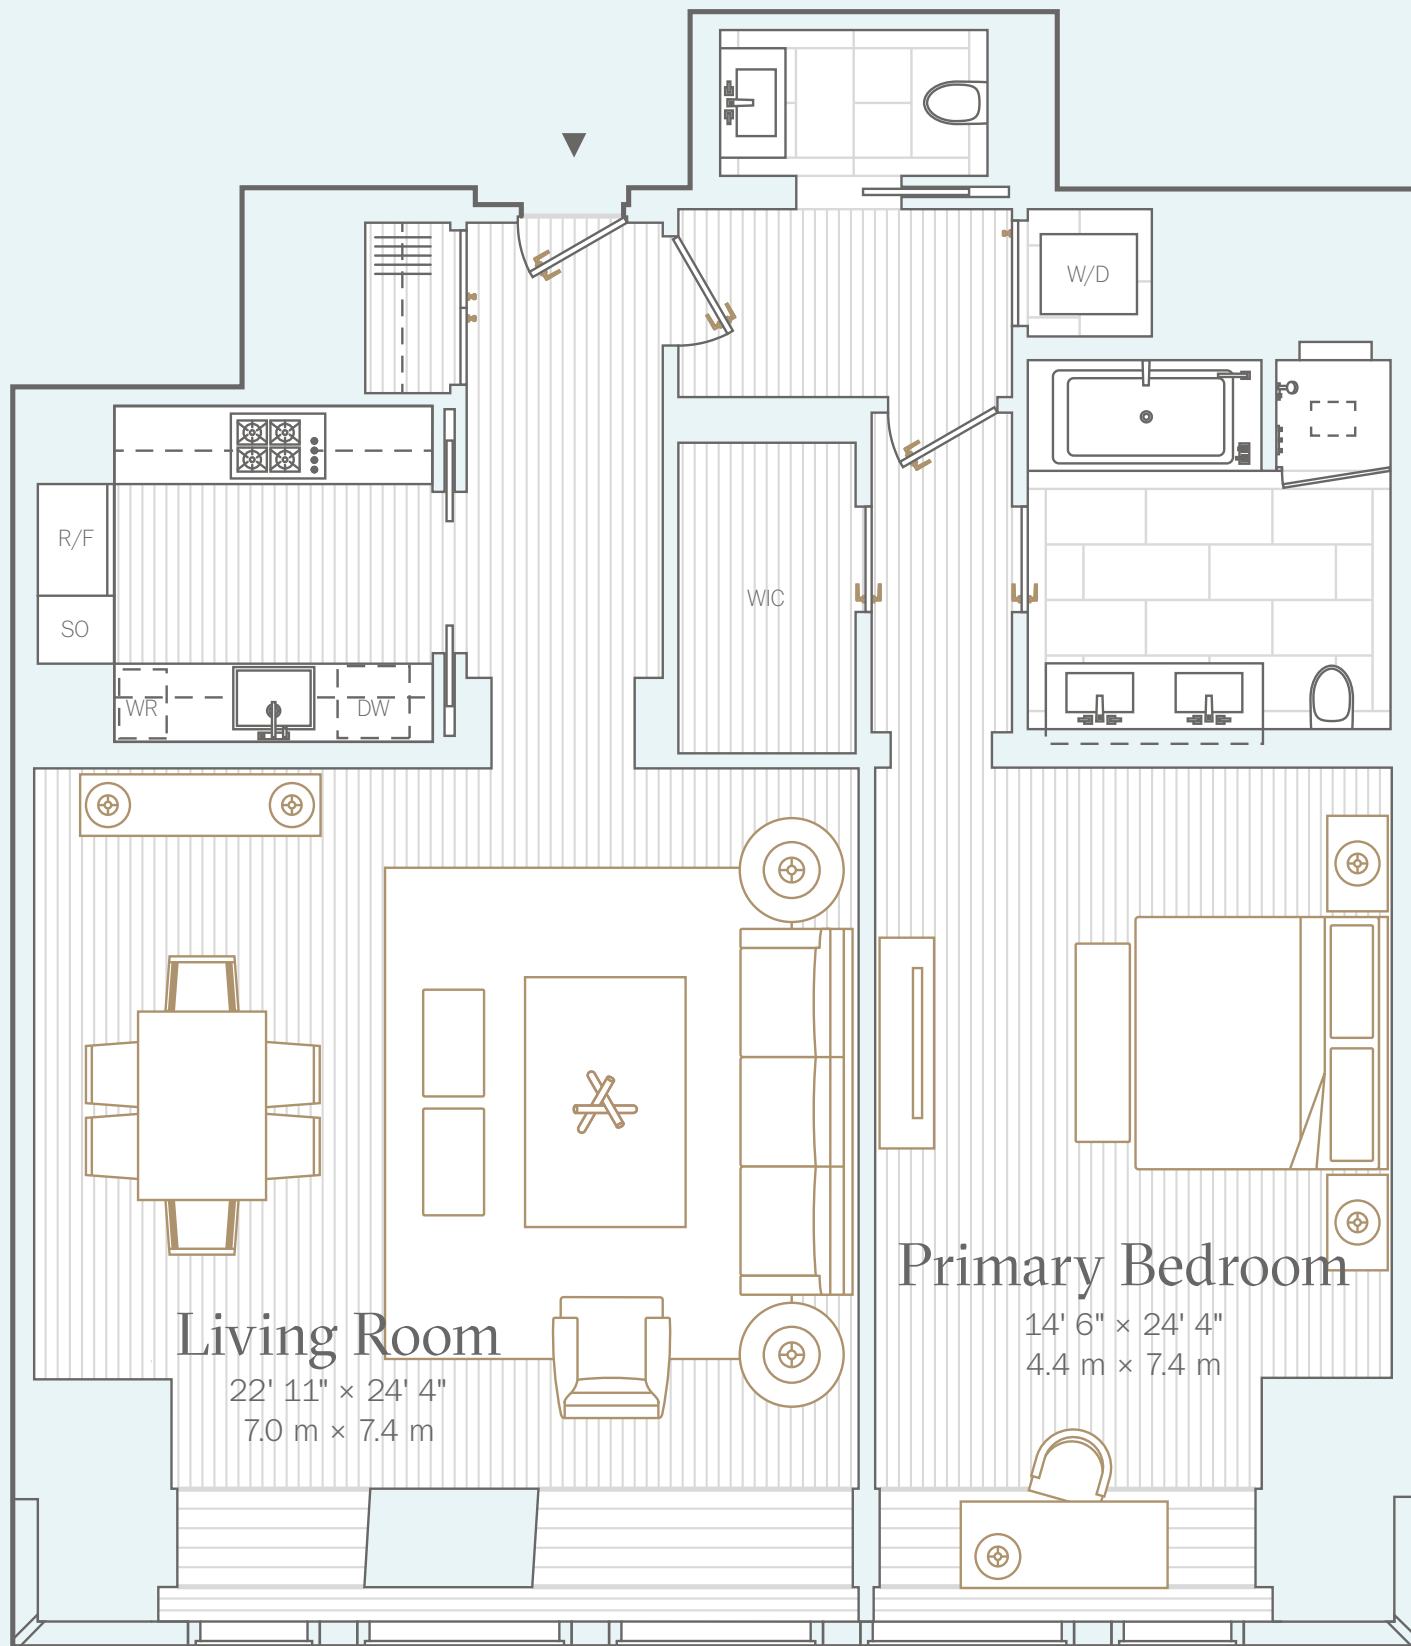 W/D
R/F
WIC
SO
WR
DW
Primary Bedroom
14' 6" × 24' 4"
4.4 m × 7.4 m
Living Room
22' 11" × 24' 4"
7.0 m × 7.4 m